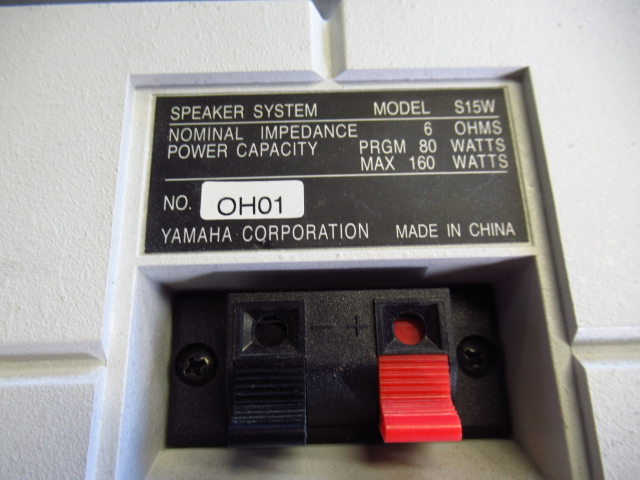 SPEAKER SYSTEM MODEL S15W
NOMINAL IMPEDANCE 6 OHMS
POWER CAPACITY PRGM 80 WATTS
MAX 160 WATTS
NO. OH01
YAMAHA CORPORATION MADE IN CHINA
− +